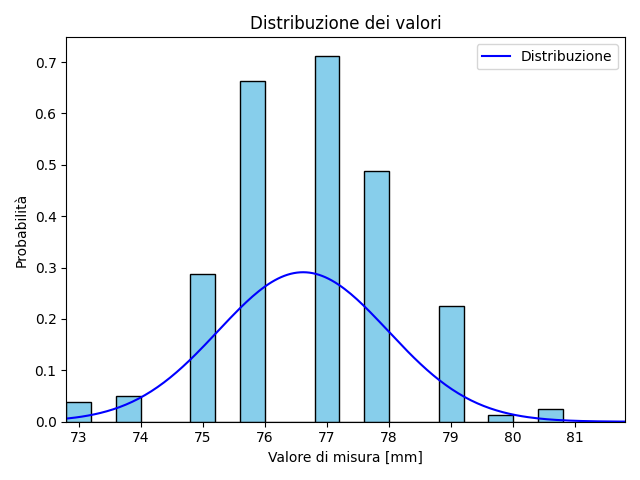 Distribuzione dei valori
Distribuzione
Probabilità
0.7
0.6
0.5
0.4
0.3
0.2
0.1
0.0
73 74 75 76 77 78 79 80 81
Valore di misura [mm]